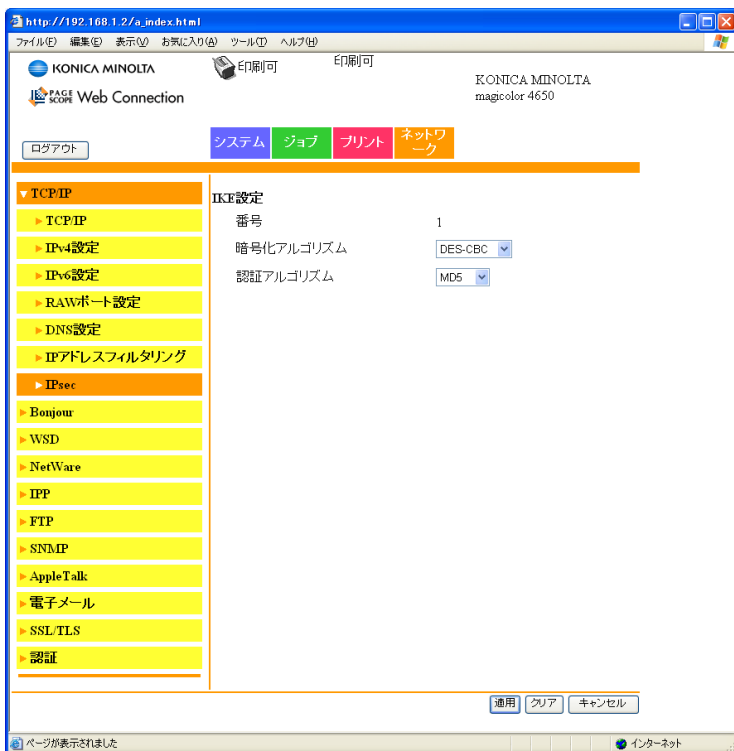 http://192.168.1.2/a_index.html
ファイル(F) 編集(E) 表示(V) お気に入り(A) ツール(T) ヘルプ(H)
KONICA MINOLTA
印刷可
印刷可
KONICA MINOLTA
magicolor 4650
PAGE SCOPE Web Connection
ログアウト
システム
ジョブ
プリント
ネットワ
ーク
TCP/IP
TCP/IP
IPv4設定
IPv6設定
RAWポート設定
DNS設定
IPアドレスフィルタリング
IPsec
Bonjour
WSD
NetWare
IPP
FTP
SNMP
AppleTalk
電子メール
SSL/TLS
認証
IKE設定
番号 1
暗号化アルゴリズム DES-CBC
認証アルゴリズム MD5
適用 クリア キャンセル
ページが表示されました インターネット